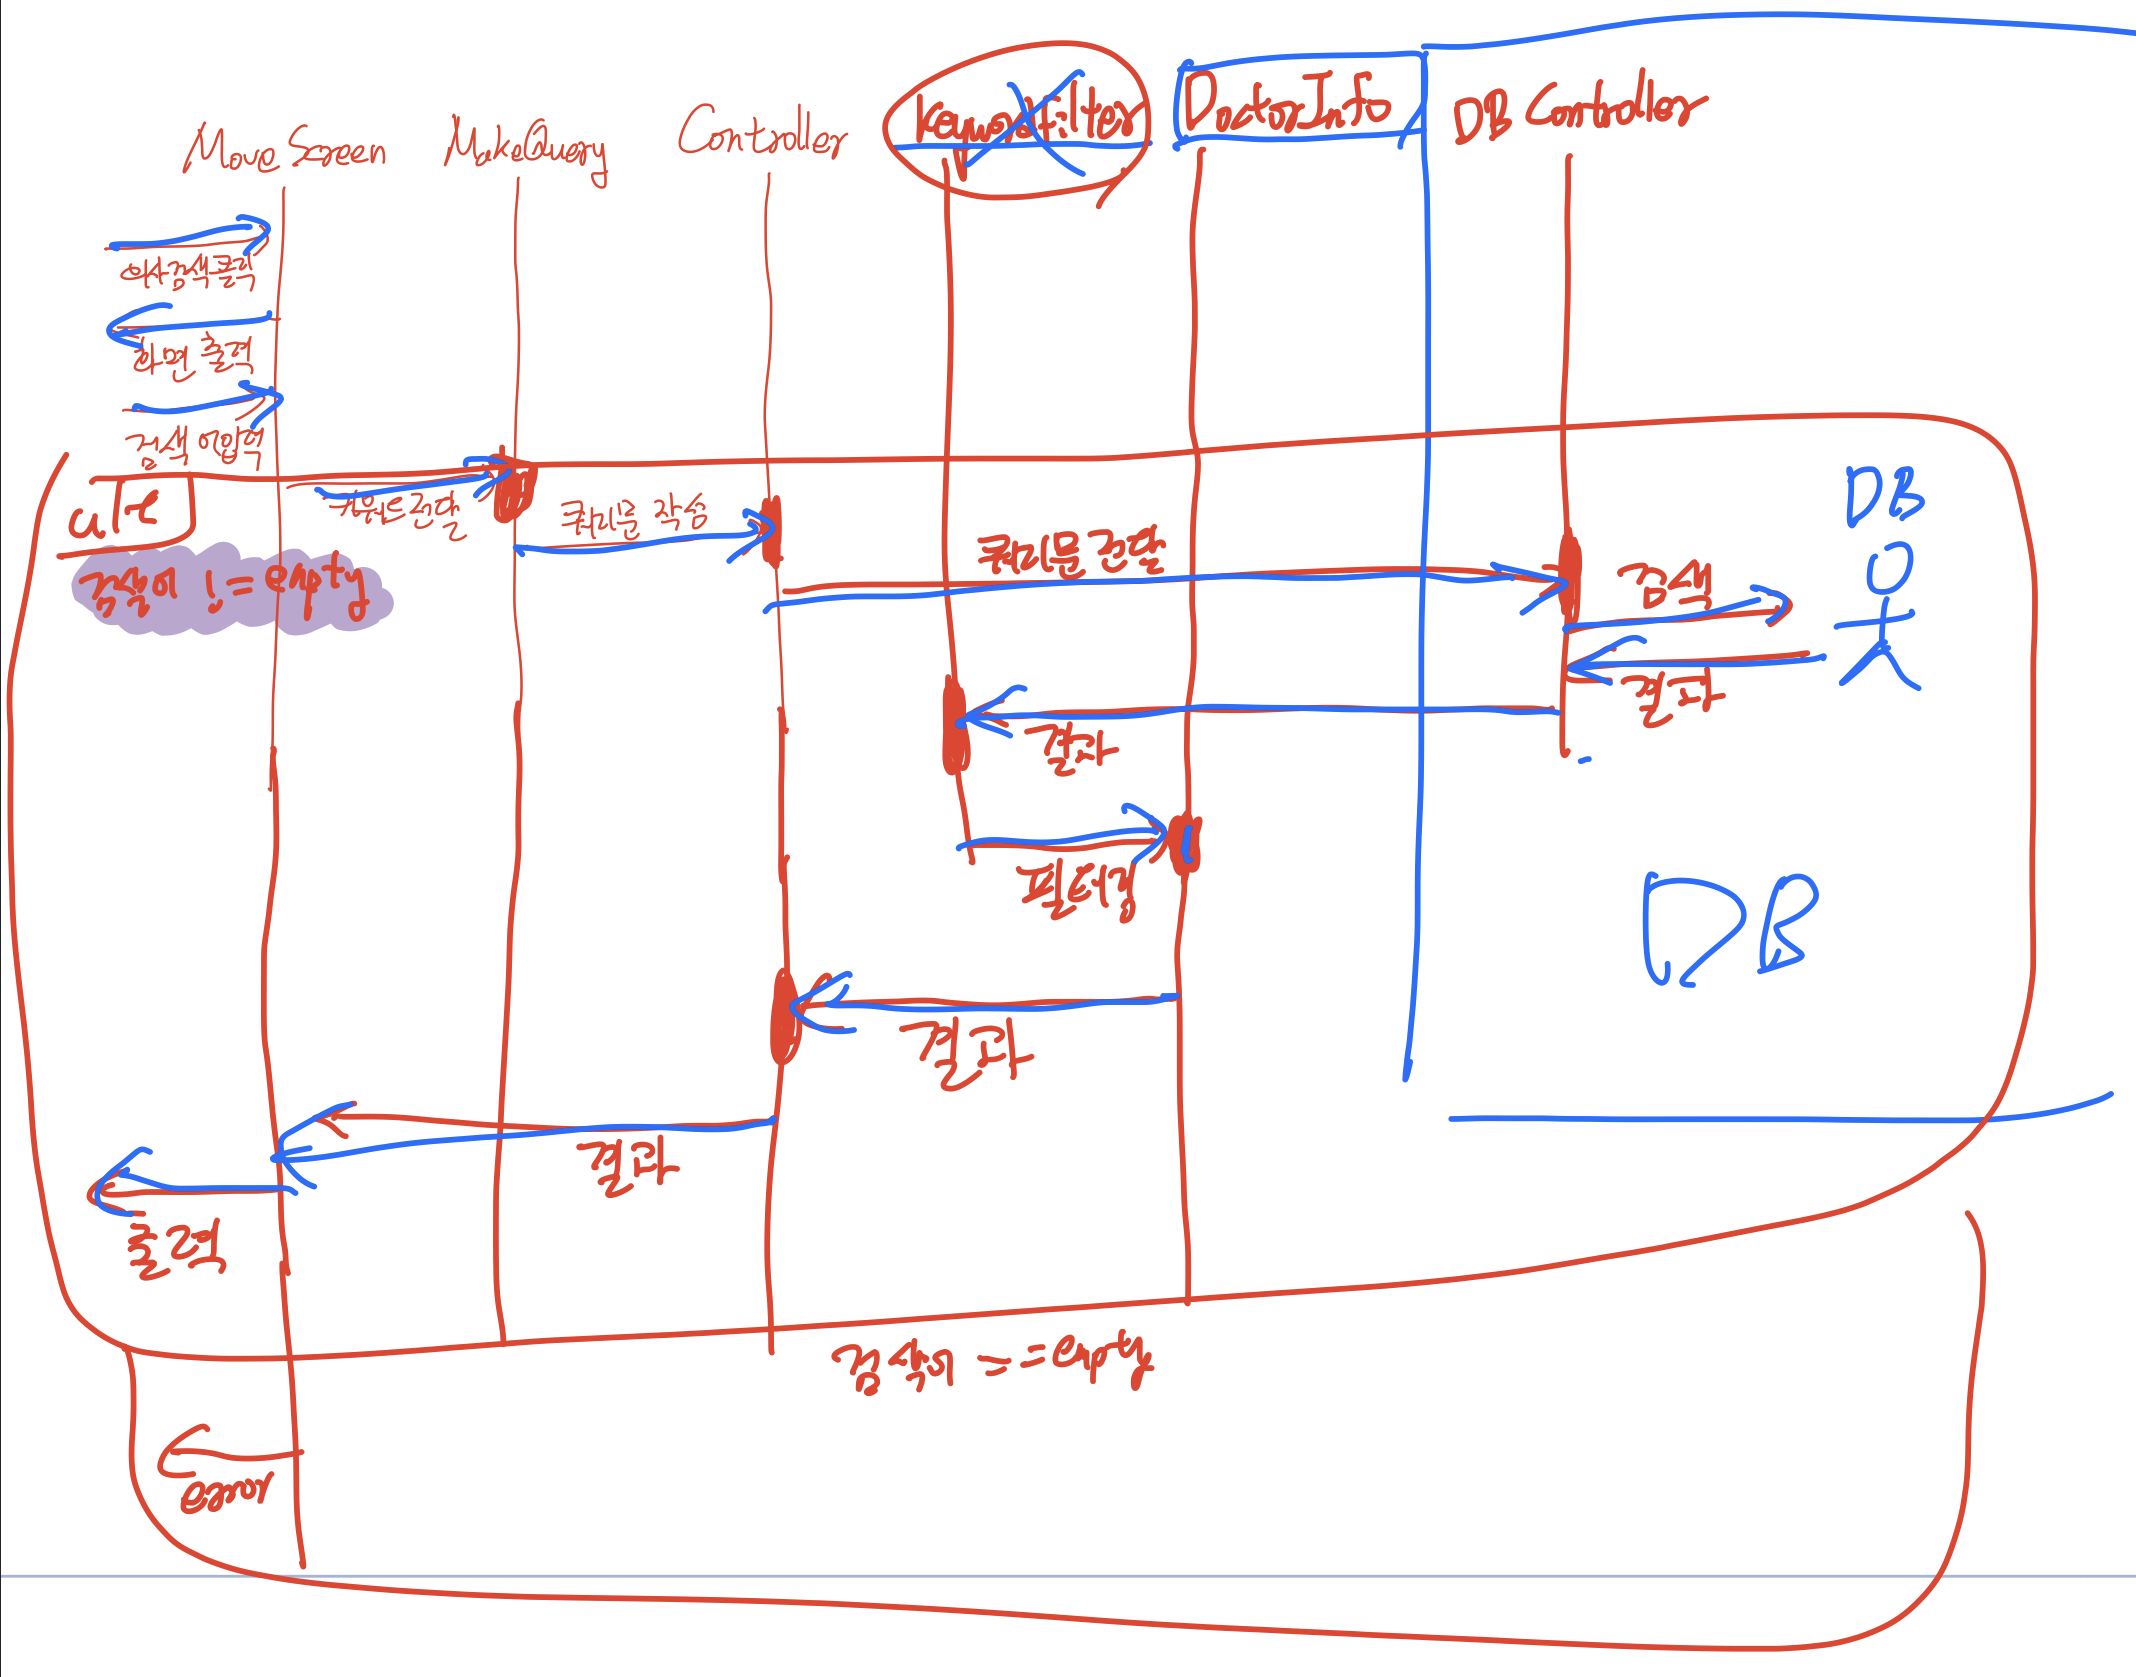 Move Screen
MakeQuery
Controller
keywordFilter
DoctorInfo
DB Controller
의사 검색 클릭
화면 출력
검색어 입력
alt
키워드 전달
쿼리문 작성
검색어 != empty
쿼리문 전달
검색
DB
결과
결과
필터링
DB
결과
결과
출력
검색어 == empty
error